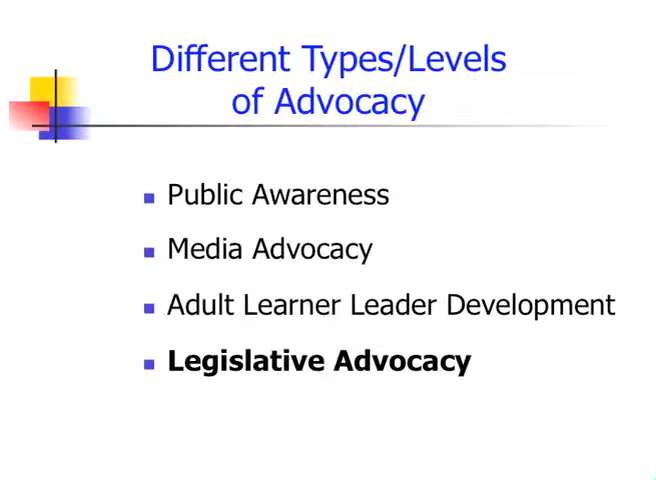 Different Types/Levels
of Advocacy
Public Awareness
Media Advocacy
Adult Learner Leader Development
Legislative Advocacy